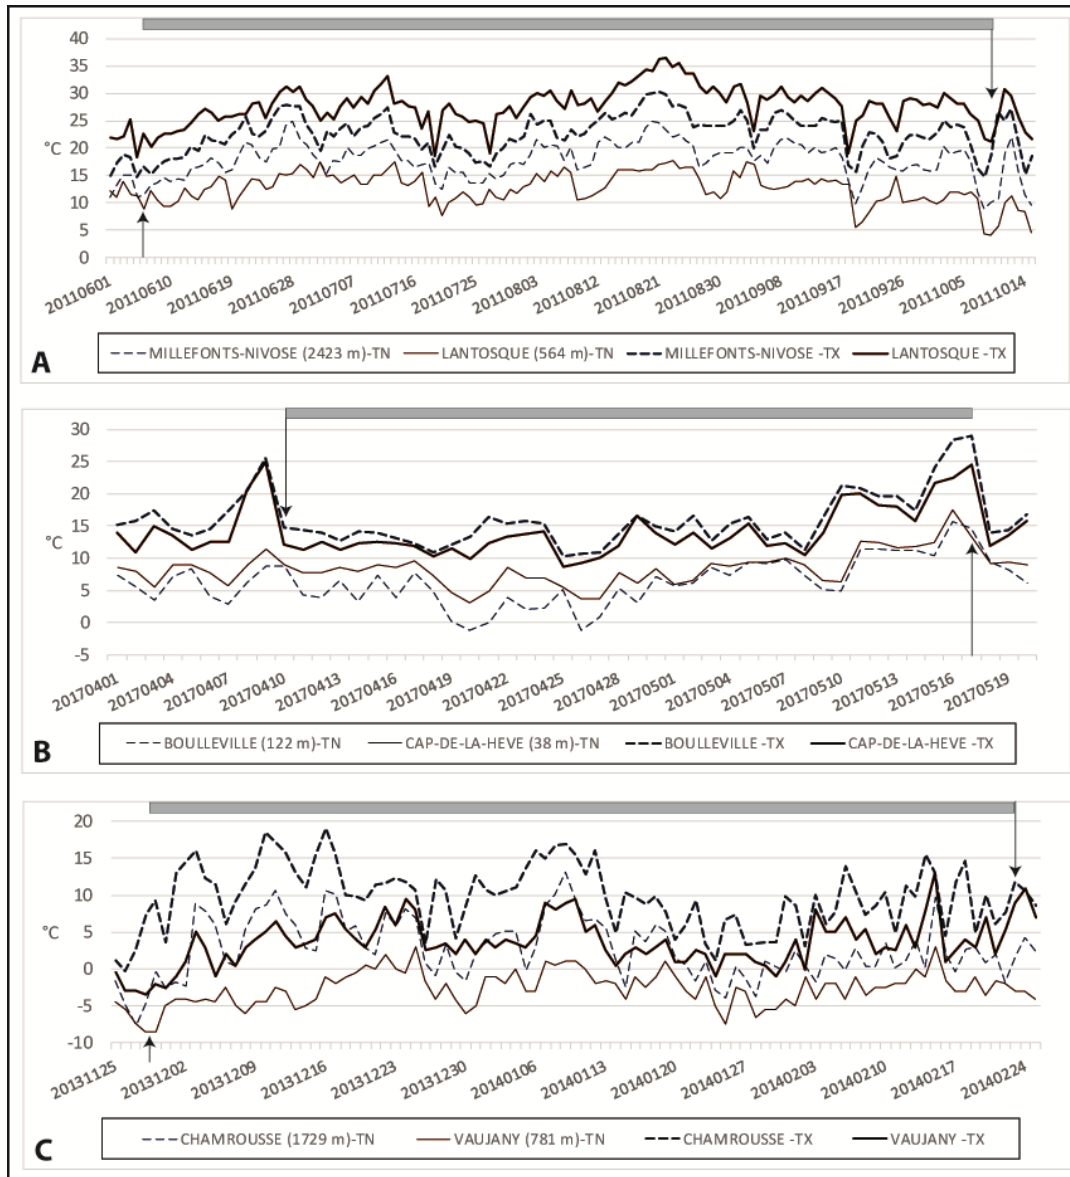 40
35
30
25
°C
20
15
10
5
0
20110601 20110610 20110619 20110628 20110707 20110716 20110725 20110803 20110812 20110821 20110830 20110908 20110917 20110926 20111005 20111014
MILLEFONTS-NIVOSE (2423 m)-TN LANTOSQUE (564 m)-TN MILLEFONTS-NIVOSE -TX LANTOSQUE -TX
A
30
25
20
15
°C
10
5
0
-5
20170401 20170404 20170407 20170410 20170413 20170416 20170419 20170422 20170425 20170428 20170501 20170504 20170507 20170510 20170513 20170516 20170519
BOULLEVILLE (122 m)-TN CAP-DE-LA-HEVE (38 m)-TN BOULLEVILLE -TX CAP-DE-LA-HEVE -TX
B
20
15
10
°C
5
0
-5
-10
20131125 20131202 20131209 20131216 20131223 20131230 20140106 20140113 20140120 20140127 20140203 20140210 20140217 20140224
CHAMROUSSE (1729 m)-TN VAUJANY (781 m)-TN CHAMROUSSE -TX VAUJANY -TX
C